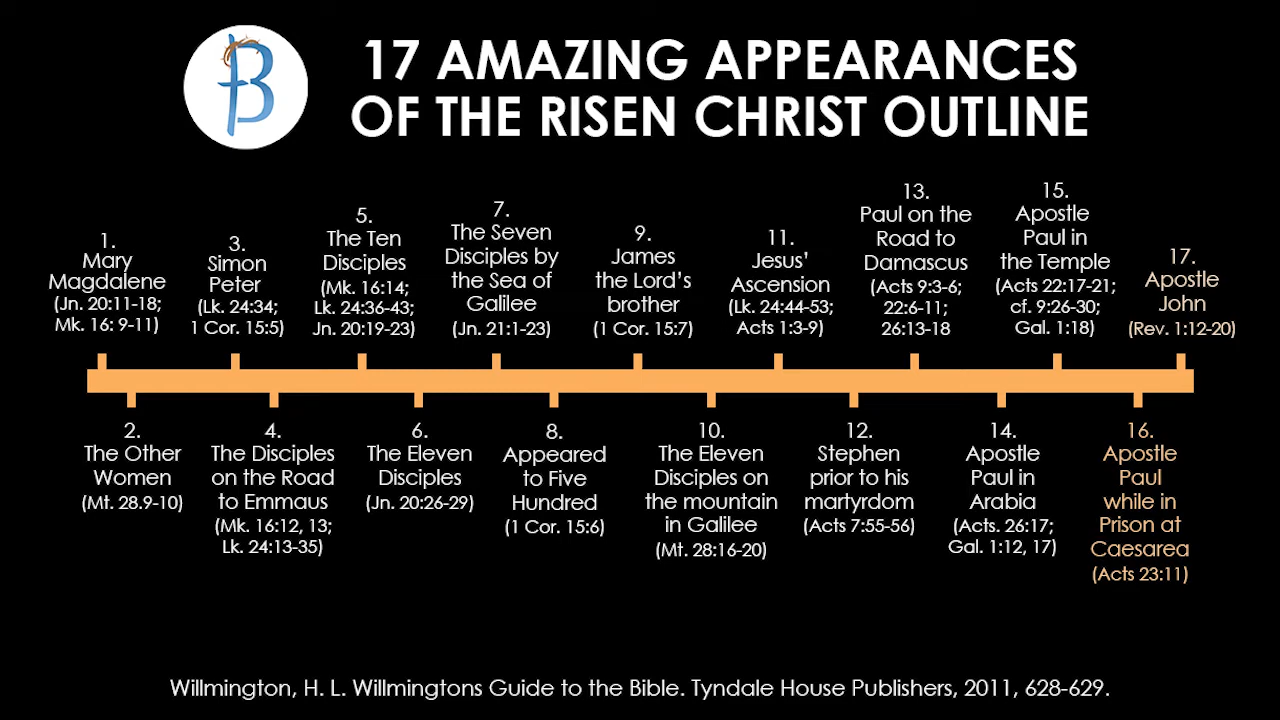 B
17 AMAZING APPEARANCES
OF THE RISEN CHRIST OUTLINE
1.
Mary
Magdalene
(Jn. 20:11-18;
Mk. 16: 9-11)
2.
The Other
Women
(Mt. 28.9-10)
3.
Simon
Peter
(Lk. 24:34;
1 Cor. 15:5)
4.
The Disciples
on the Road
to Emmaus
(Mk. 16:12, 13;
Lk. 24:13-35)
5.
The Ten
Disciples
(Mk. 16:14;
Lk. 24:36-43;
Jn. 20:19-23)
6.
The Eleven
Disciples
(Jn. 20:26-29)
7.
The Seven
Disciples by
the Sea of
Galilee
(Jn. 21:1-23)
8.
Appeared
to Five
Hundred
(1 Cor. 15:6)
9.
James
the Lord's
brother
(1 Cor. 15:7)
10.
The Eleven
Disciples on
the mountain
in Galilee
(Mt. 28:16-20)
11.
Jesus'
Ascension
(Lk. 24:44-53;
Acts 1:3-9)
12.
Stephen
prior to his
martyrdom
(Acts 7:55-56)
13.
Paul on the
Road to
Damascus
(Acts 9:3-6;
22:6-11;
26:13-18
14.
Apostle
Paul in
Arabia
(Acts. 26:17;
Gal. 1:12, 17)
15.
Apostle
Paul in
the Temple
(Acts 22:17-21;
cf. 9:26-30;
Gal. 1:18)
16.
Apostle
Paul
while in
Prison at
Caesarea
(Acts 23:11)
17.
Apostle
John
(Rev. 1:12-20)
Willmington, H. L. Willmingtons Guide to the Bible. Tyndale House Publishers, 2011, 628-629.